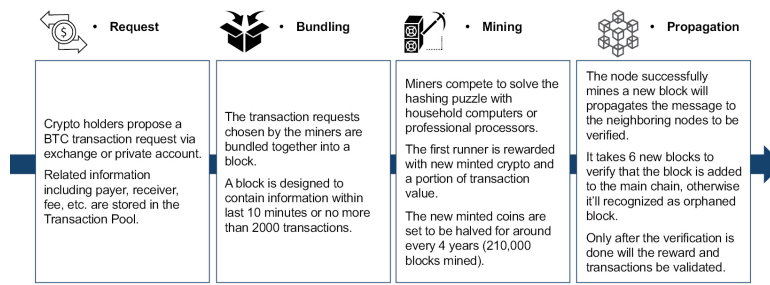 • Request
Crypto holders propose a
BTC transaction request via
exchange or private account.
Related information
including payer, receiver,
fee, etc. are stored in the
Transaction Pool.
• Bundling
The transaction requests
chosen by the miners are
bundled together into a
block.
A block is designed to
contain information within
last 10 minutes or no more
than 2000 transactions.
• Mining
Miners compete to solve the
hashing puzzle with
household computers or
professional processors.
The first runner is rewarded
with new minted crypto and
a portion of transaction
value.
The new minted coins are
set to be halved for around
every 4 years (210,000
blocks mined).
• Propagation
The node successfully
mines a new block will
propagates the message to
the neighboring nodes to be
verified.
It takes 6 new blocks to
verify that the block is added
to the main chain, otherwise
it'll recognized as orphaned
block.
Only after the verification is
done will the reward and
transactions be validated.